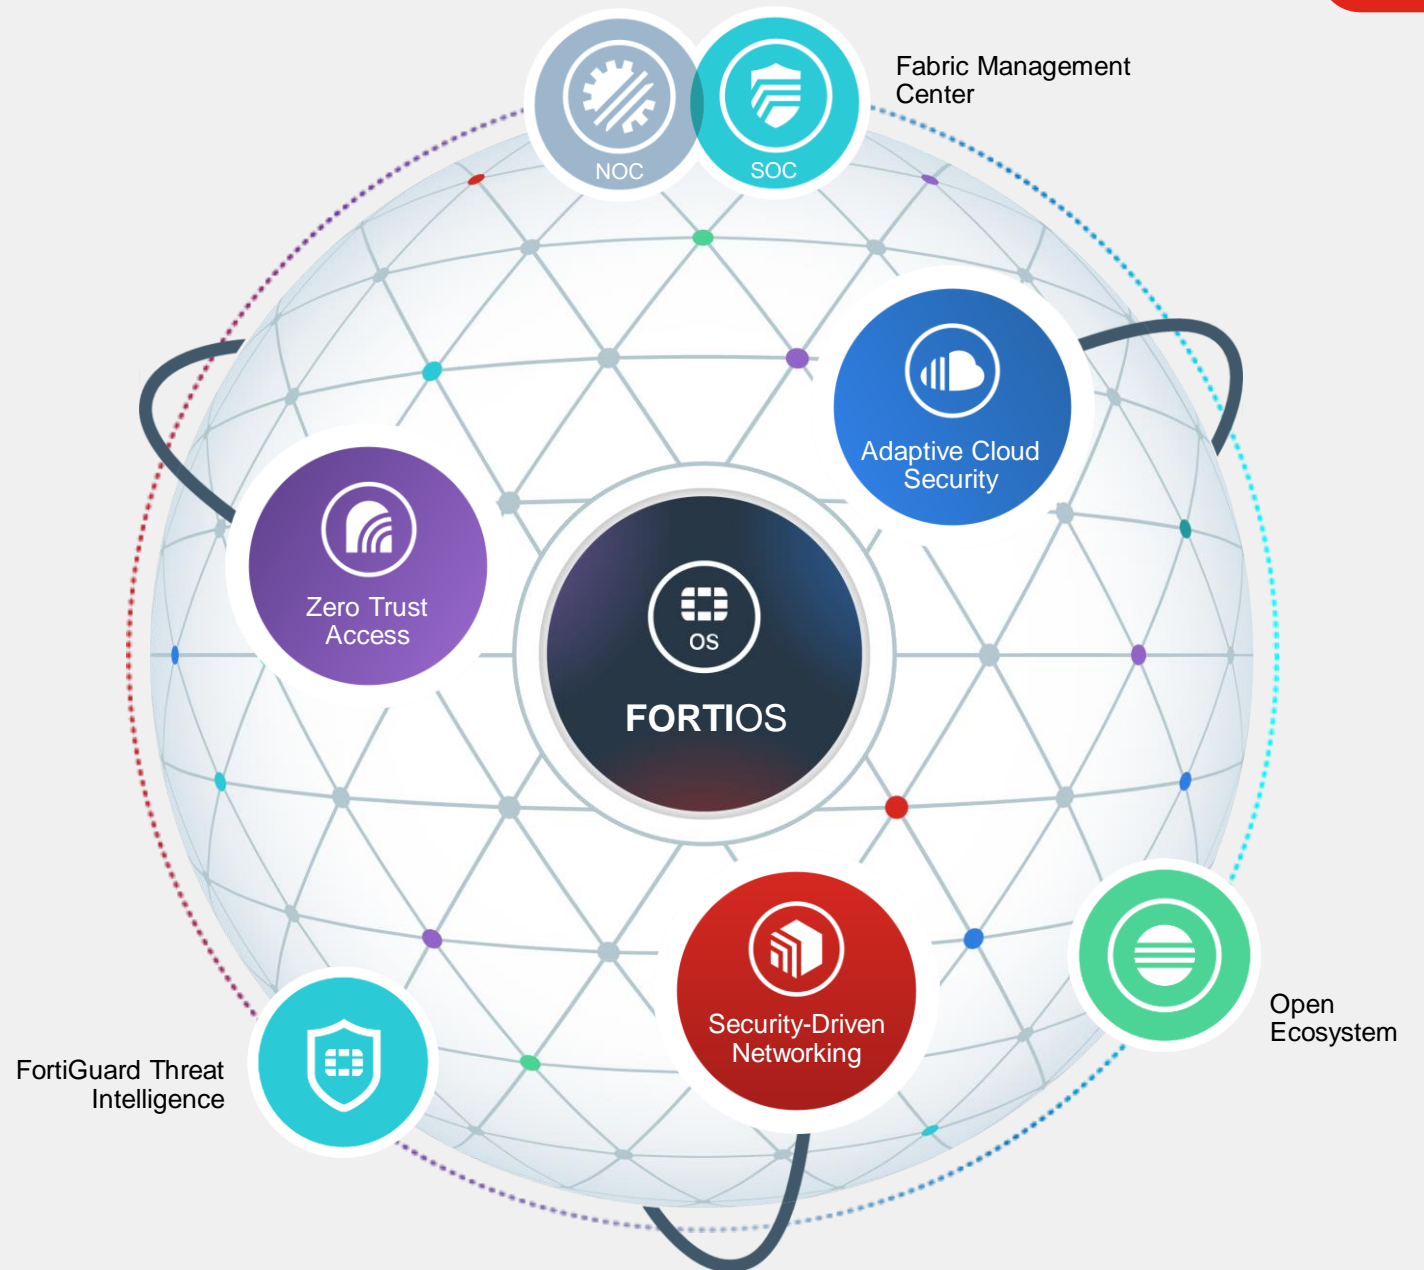 NOC
SOC
Fabric Management
Center
Adaptive Cloud
Security
Zero Trust
Access
OS
FORTIOS
Security-Driven
Networking
Open
Ecosystem
FortiGuard Threat
Intelligence